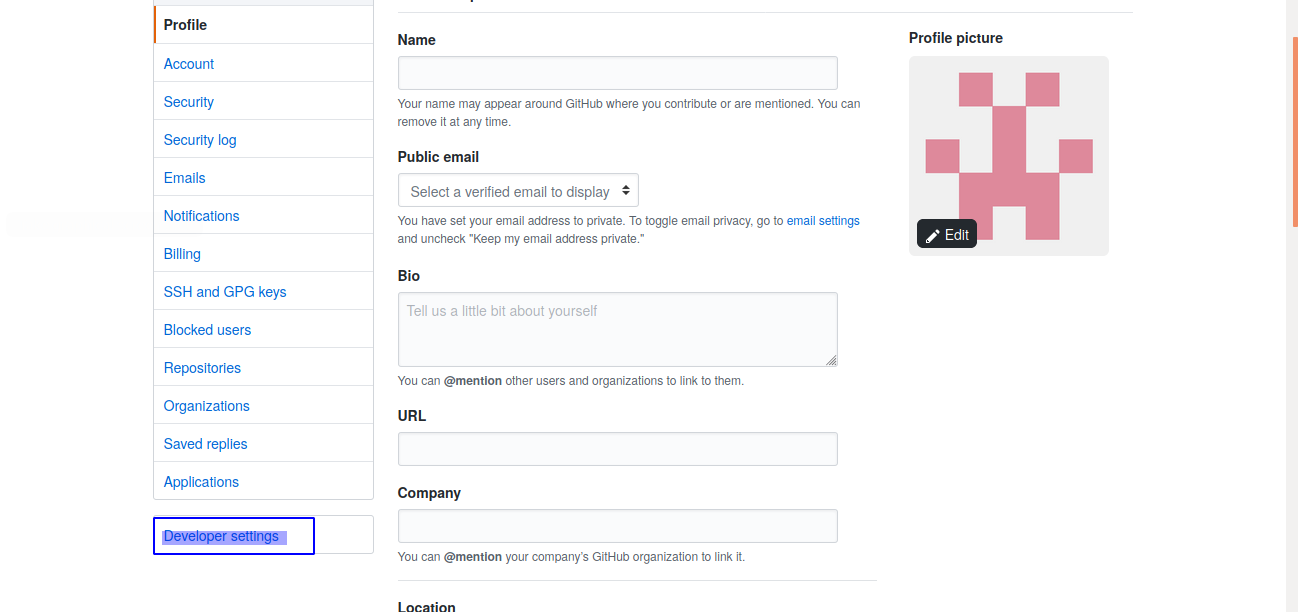 Profile
Account
Security
Security log
Emails
Notifications
Billing
SSH and GPG keys
Blocked users
Repositories
Organizations
Saved replies
Applications
Developer settings
Name
Your name may appear around GitHub where you contribute or are mentioned. You can
remove it at any time.
Public email
Select a verified email to display
You have set your email address to private. To toggle email privacy, go to email settings
and uncheck "Keep my email address private."
Bio
Tell us a little bit about yourself
You can @mention other users and organizations to link to them.
URL
Company
You can @mention your company's GitHub organization to link it.
Location
Profile picture
Edit